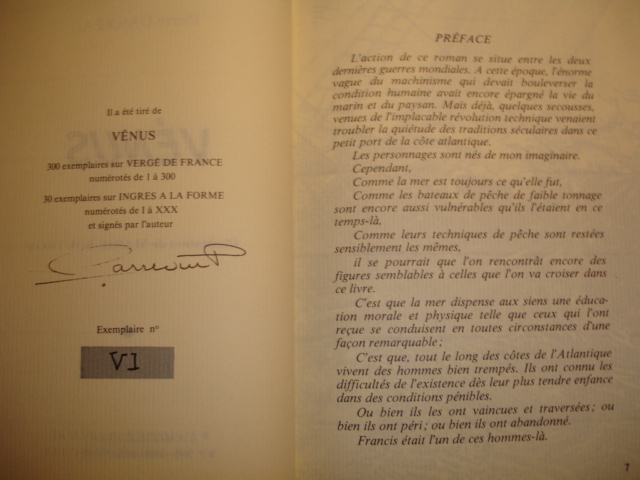 Il a été tiré de
VÉNUS
300 exemplaires sur VERGÉ DE FRANCE
numérotés de 1 à 300
30 exemplaires sur INGRES A LA FORME
numérotés de I à XXX
et signés par l'auteur
Exemplaire n°
VI
PRÉFACE
L'action de ce roman se situe entre les deux
dernières guerres mondiales. A cette époque, l'énorme
vague du machinisme qui devait bouleverser la
condition humaine avait encore épargné la vie du
marin et du paysan. Mais déjà, quelques secousses,
venues de l'implacable révolution technique venaient
troubler la quiétude des traditions séculaires dans ce
petit port de la côte atlantique.
Les personnages sont nés de mon imaginaire.
Cependant,
Comme la mer est toujours ce qu'elle fut,
Comme les bateaux de pêche de faible tonnage
sont encore aussi vulnérables qu'ils l'étaient en ce
temps-là,
Comme leurs techniques de pêche sont restées
sensiblement les mêmes,
il se pourrait que l'on rencontrât encore des
figures semblables à celles que l'on va croiser dans
ce livre.
C'est que la mer dispense aux siens une éduca-
tion morale et physique telle que ceux qui l'ont
reçue se conduisent en toutes circonstances d'une
façon remarquable ;
C'est que, tout le long des côtes de l'Atlantique
vivent des hommes bien trempés. Ils ont connu les
difficultés de l'existence dès leur plus tendre enfance
dans des conditions pénibles.
Ou bien ils les ont vaincues et traversées ; ou
bien ils ont péri ; ou bien ils ont abandonné.
Francis était l'un de ces hommes-là.
7